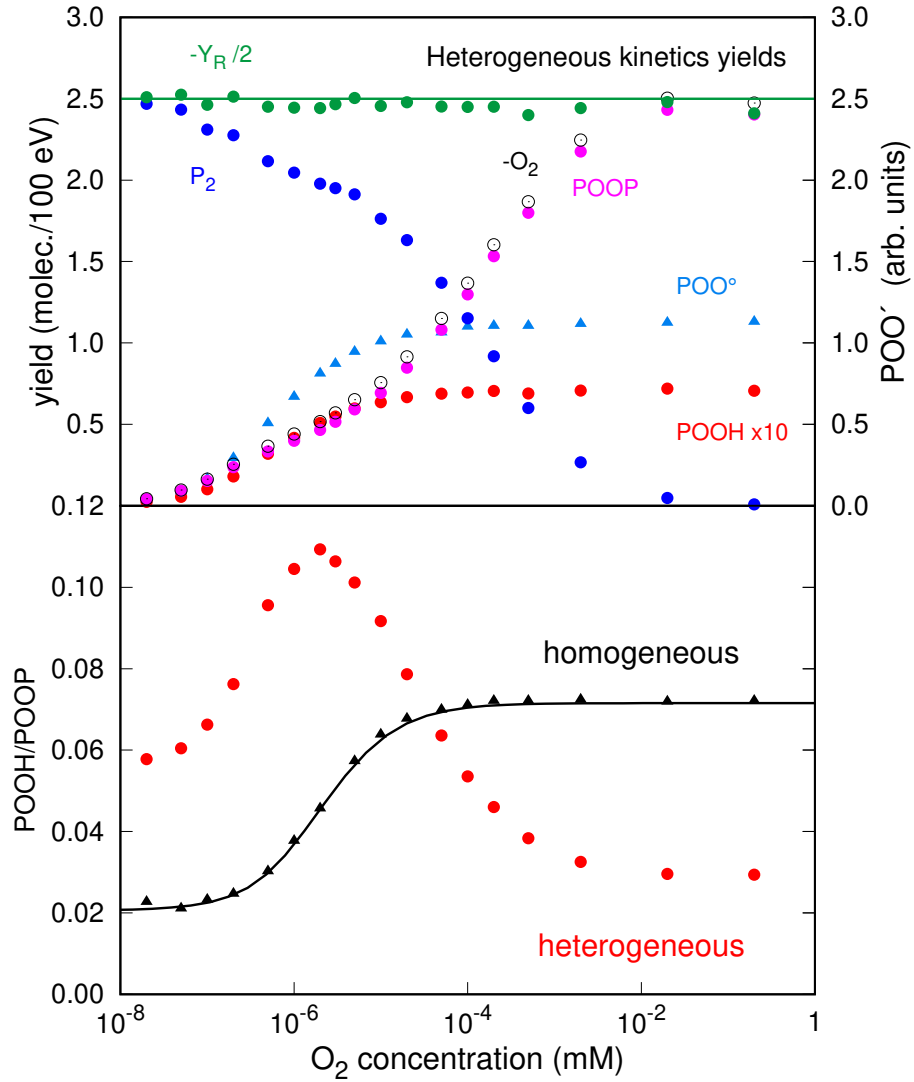 3.0
2.5
2.0
1.5
1.0
0.5
0.12
0.10
0.08
0.06
0.04
0.02
0.00
yield (molec./100 eV)
POOH/POOP
-Y_R /2
Heterogeneous kinetics yields
P₂
-O₂
POOP
POO°
POOH x10
3.0
2.5
2.0
1.5
1.0
0.5
0.0
POO´ (arb. units)
homogeneous
heterogeneous
10⁻⁸
10⁻⁶
10⁻⁴
10⁻²
1
O₂ concentration (mM)